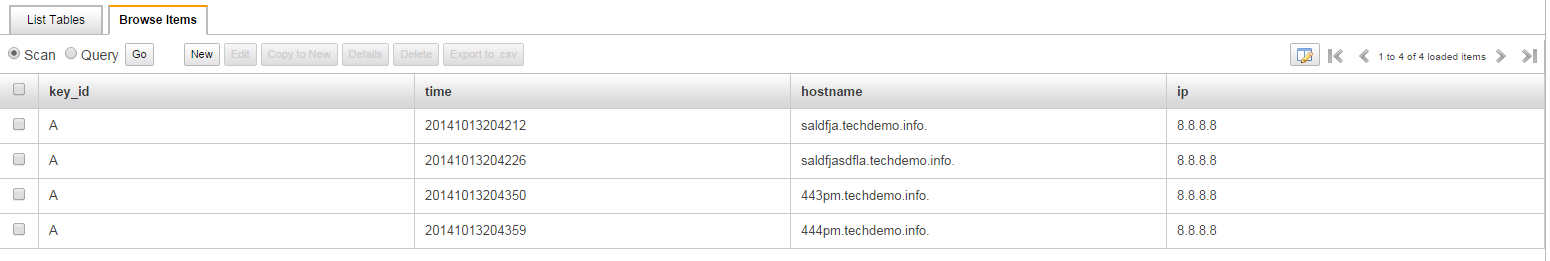 List Tables Browse Items
Scan Query Go New Edit Copy to New Details Delete Export to .csv 1 to 4 of 4 loaded items
key_id time hostname ip
A 20141013204212 saldfja.techdemo.info. 8.8.8.8
A 20141013204226 saldfjasdfla.techdemo.info. 8.8.8.8
A 20141013204350 443pm.techdemo.info. 8.8.8.8
A 20141013204359 444pm.techdemo.info. 8.8.8.8